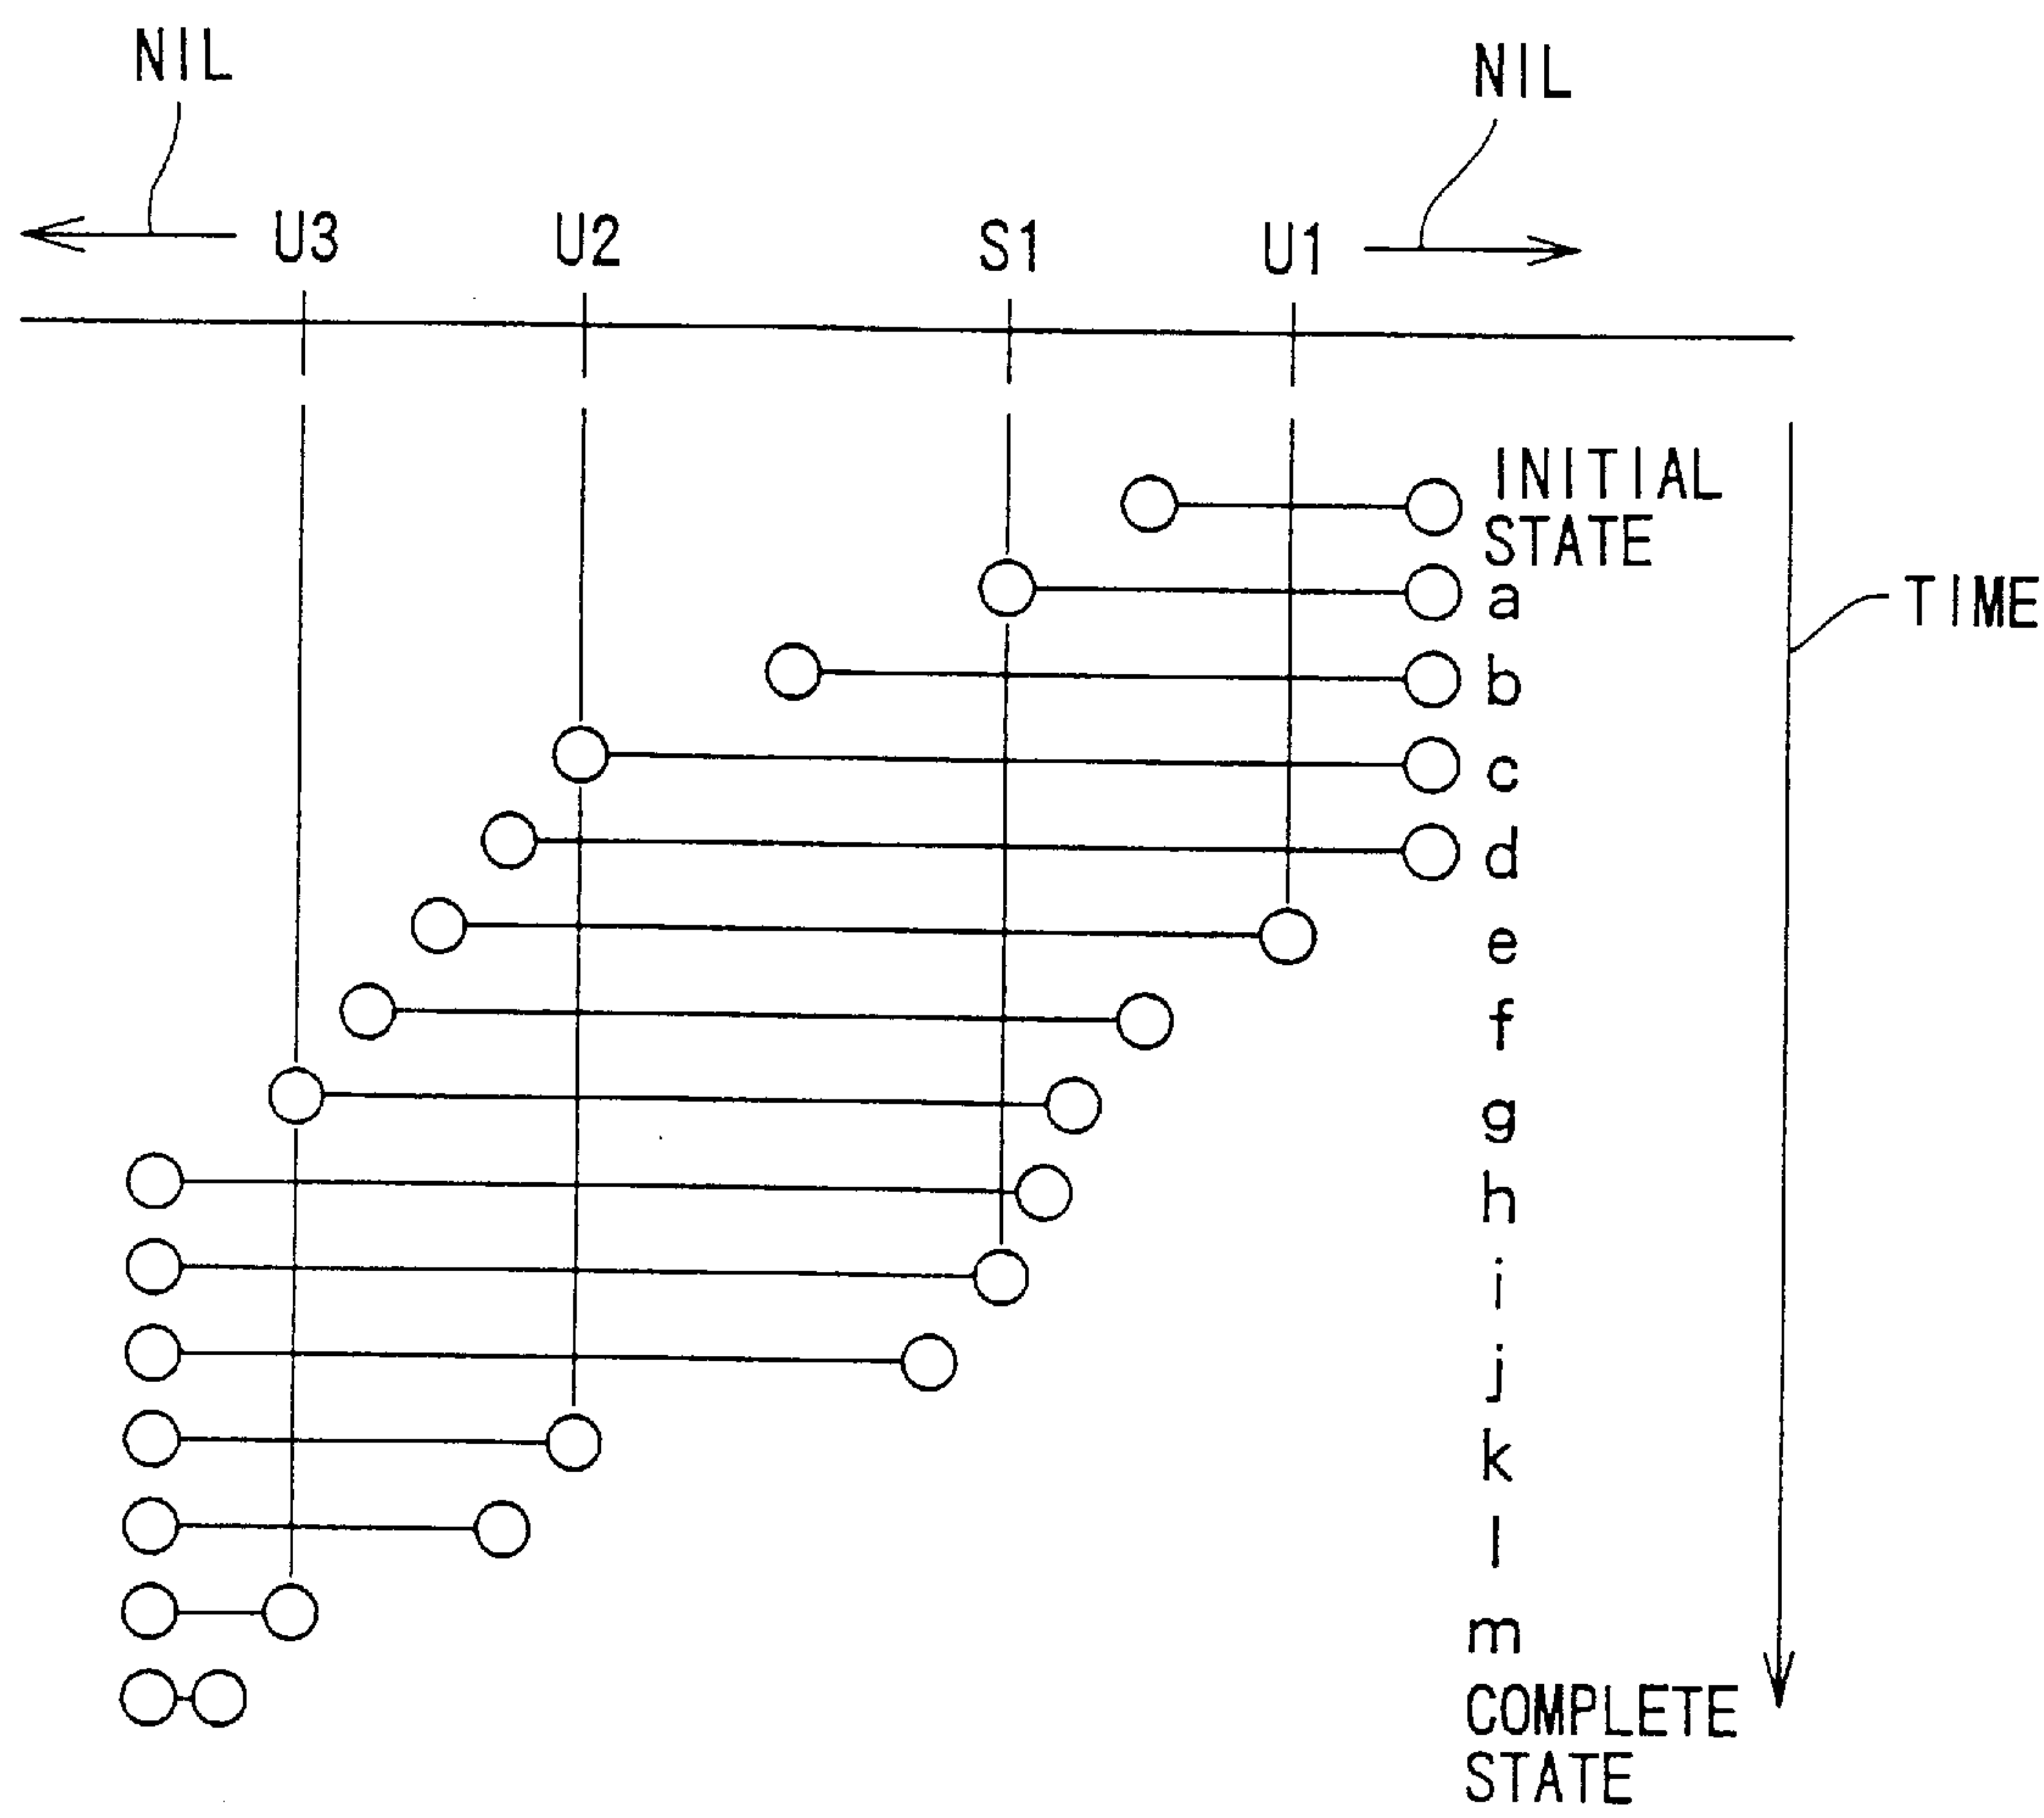 NIL
NIL
U3
U2
S1
U1
INITIAL
STATE
a
TIME
b
c
d
e
f
g
h
i
j
k
l
m
COMPLETE
STATE